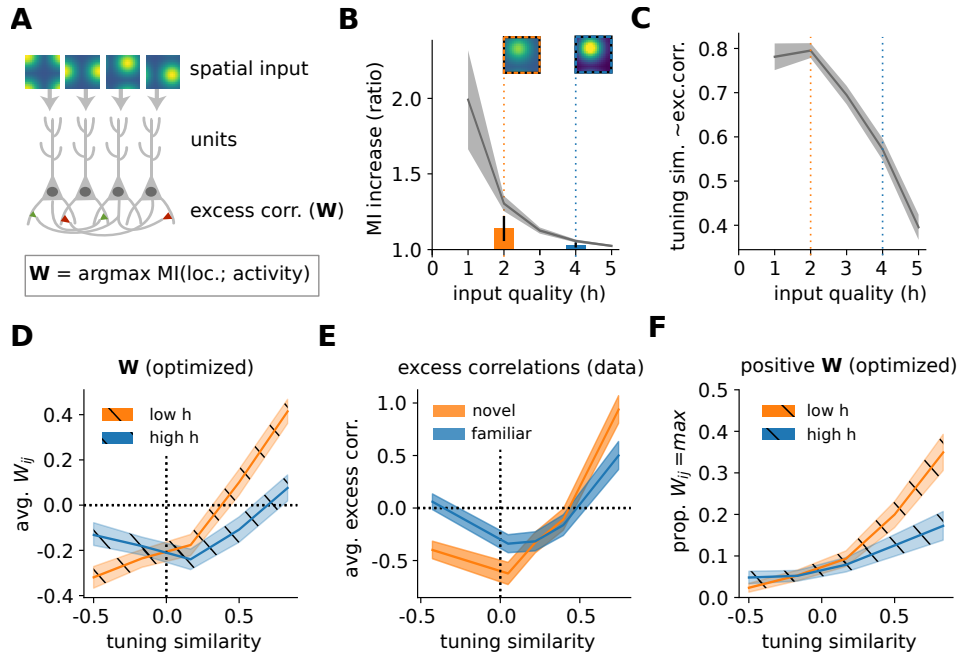 A
spatial input
units
excess corr. (W)
W = argmax MI(loc.; activity)
B
MI increase (ratio)
2.0
1.5
1.0
0 1 2 3 4 5
input quality (h)
C
tuning sim. ~exc.corr.
0.8
0.7
0.6
0.5
0.4
0 1 2 3 4 5
input quality (h)
D
W (optimized)
low h
high h
avg. Wij
0.4
0.2
0.0
-0.2
-0.4
-0.5 0.0 0.5
tuning similarity
E
excess correlations (data)
novel
familiar
avg. excess corr.
1.0
0.5
0.0
-0.5
-0.5 0.0 0.5
tuning similarity
F
positive W (optimized)
low h
high h
prop. Wij = max
0.5
0.4
0.3
0.2
0.1
0.0
-0.5 0.0 0.5
tuning similarity